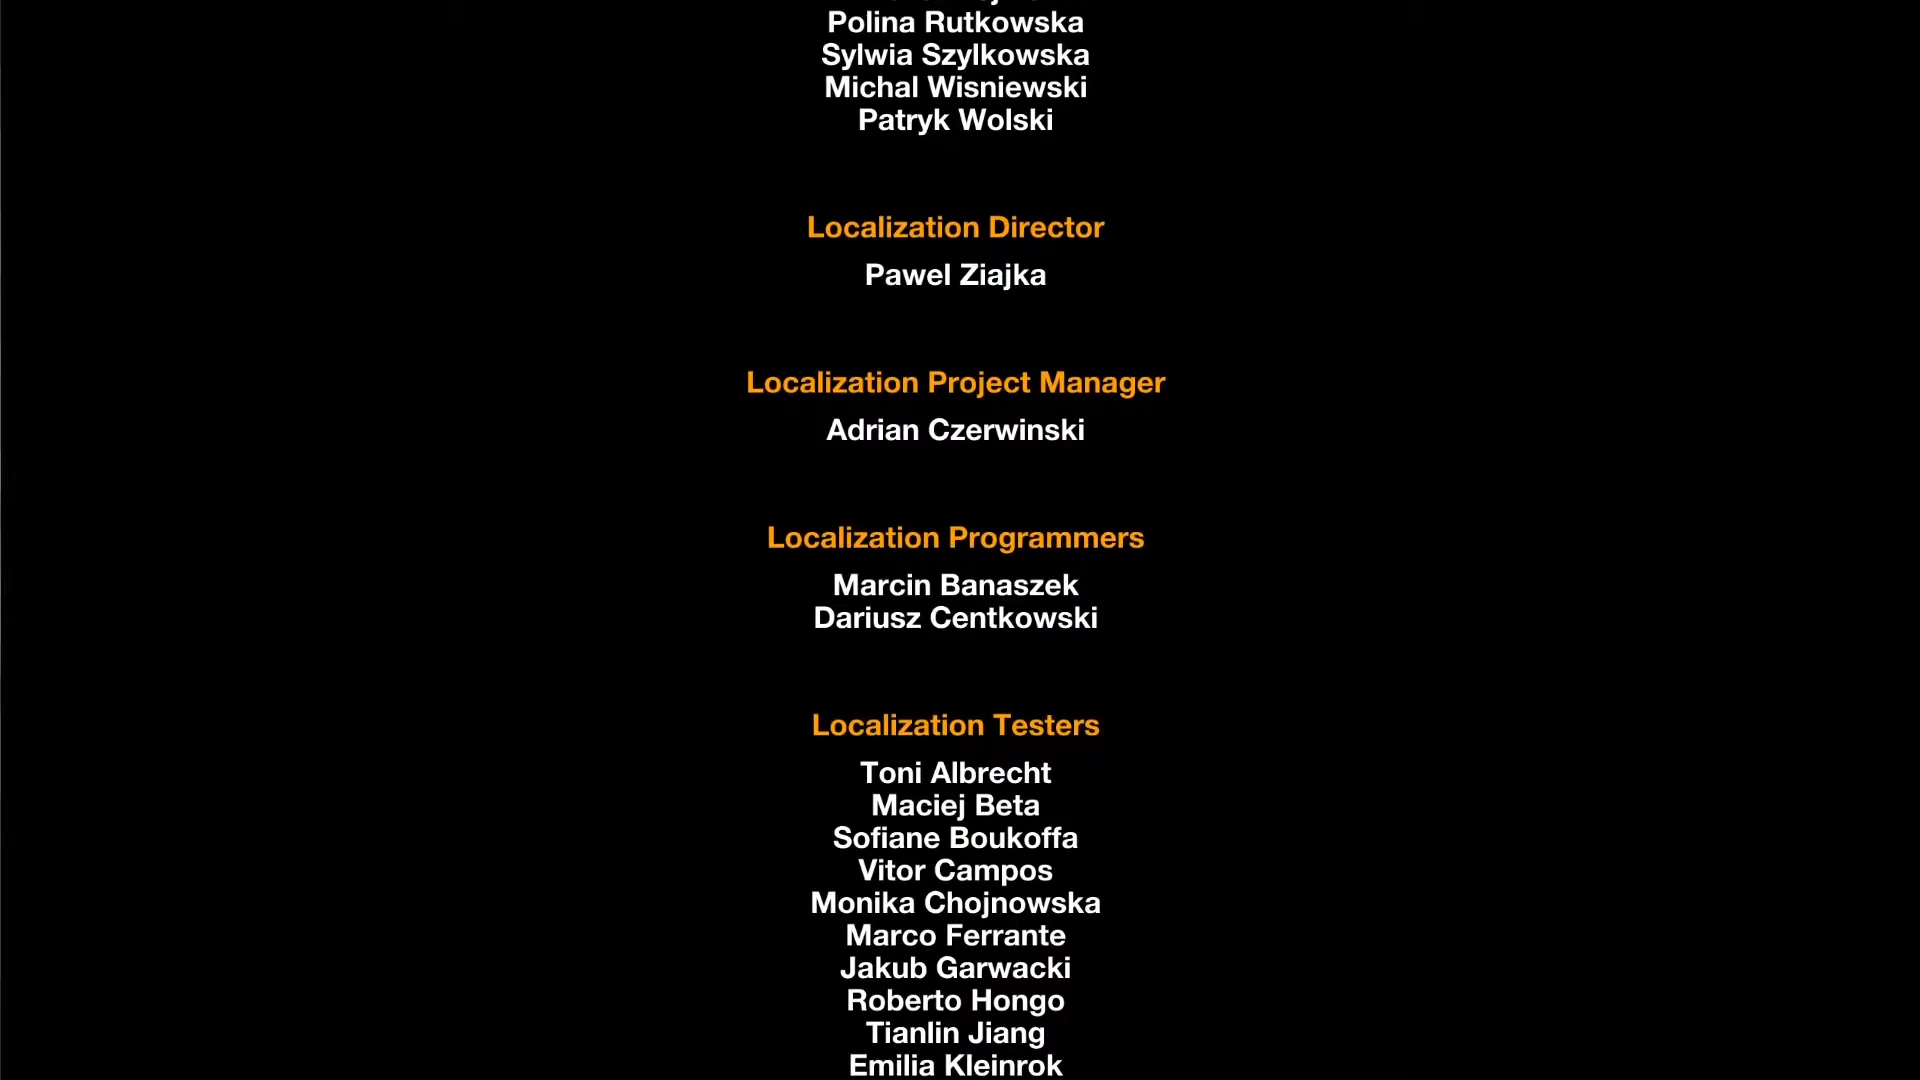 Polina Rutkowska
Sylwia Szylkowska
Michal Wisniewski
Patryk Wolski
Localization Director
Pawel Ziajka
Localization Project Manager
Adrian Czerwinski
Localization Programmers
Marcin Banaszek
Dariusz Centkowski
Localization Testers
Toni Albrecht
Maciej Beta
Sofiane Boukoffa
Vitor Campos
Monika Chojnowska
Marco Ferrante
Jakub Garwacki
Roberto Hongo
Tianlin Jiang
Emilia Kleinrok